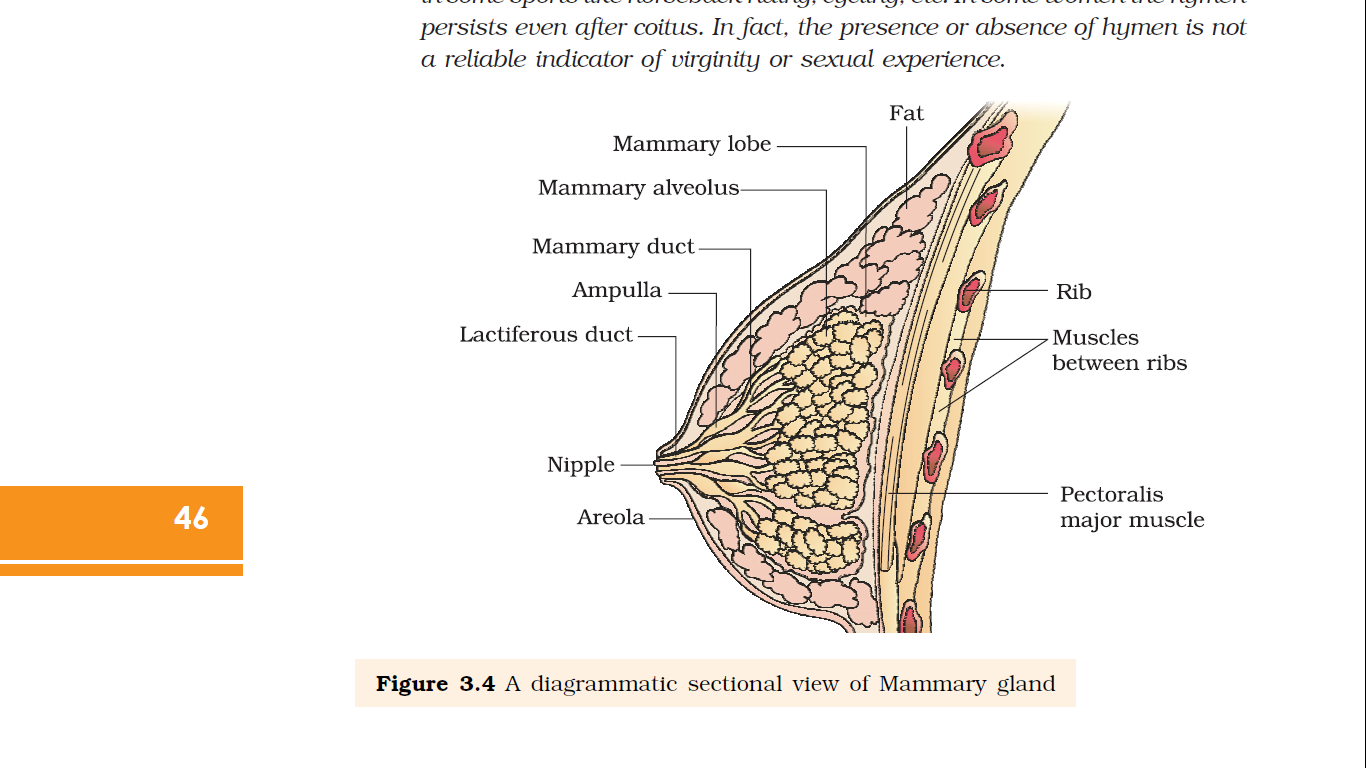 persists even after coitus. In fact, the presence or absence of hymen is not
a reliable indicator of virginity or sexual experience.
Fat
Mammary lobe
Mammary alveolus
Mammary duct
Ampulla
Lactiferous duct
Nipple
Areola
Rib
Muscles
between ribs
Pectoralis
major muscle
46
Figure 3.4 A diagrammatic sectional view of Mammary gland